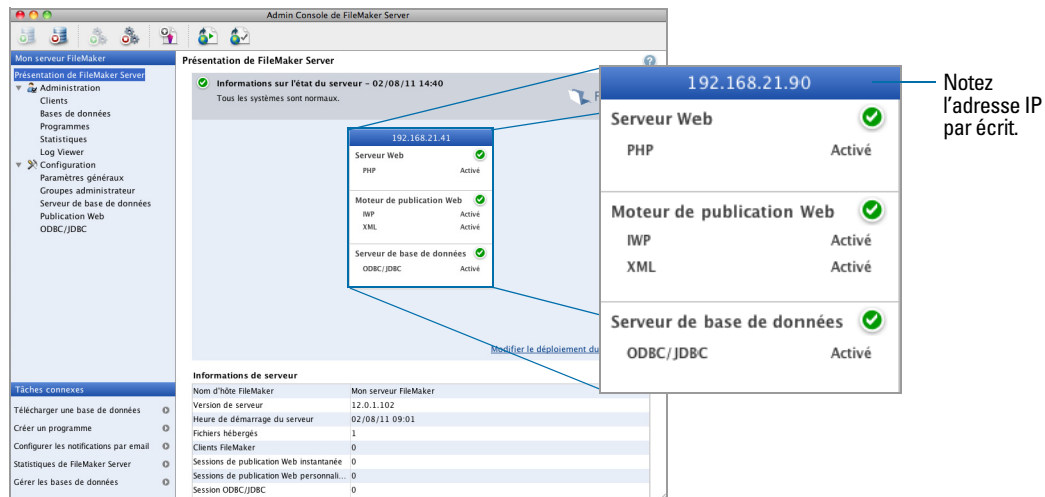 Admin Console de FileMaker Server
Mon serveur FileMaker
Présentation de FileMaker Server
Administration
Clients
Bases de données
Programmes
Statistiques
Log Viewer
Configuration
Paramètres généraux
Groupes administrateur
Serveur de base de données
Publication Web
ODBC/JDBC
Tâches connexes
Télécharger une base de données
Créer un programme
Configurer les notifications par email
Statistiques de FileMaker Server
Gérer les bases de données
Présentation de FileMaker Server
Informations sur l'état du serveur – 02/08/11 14:40
Tous les systèmes sont normaux.
192.168.21.41
Serveur Web
PHP Activé
Moteur de publication Web
IWP Activé
XML Activé
Serveur de base de données
ODBC/JDBC Activé
Modifier le déploiement du
Informations de serveur
Nom d'hôte FileMaker Mon serveur FileMaker
Version de serveur 12.0.1.102
Heure de démarrage du serveur 02/08/11 09:01
Fichiers hébergés 1
Clients FileMaker 0
Sessions de publication Web instantanée 0
Sessions de publication Web personnali... 0
Session ODBC/JDBC 0
192.168.21.90
Serveur Web
PHP Activé
Moteur de publication Web
IWP Activé
XML Activé
Serveur de base de données
ODBC/JDBC Activé
Notez
l'adresse IP
par écrit.